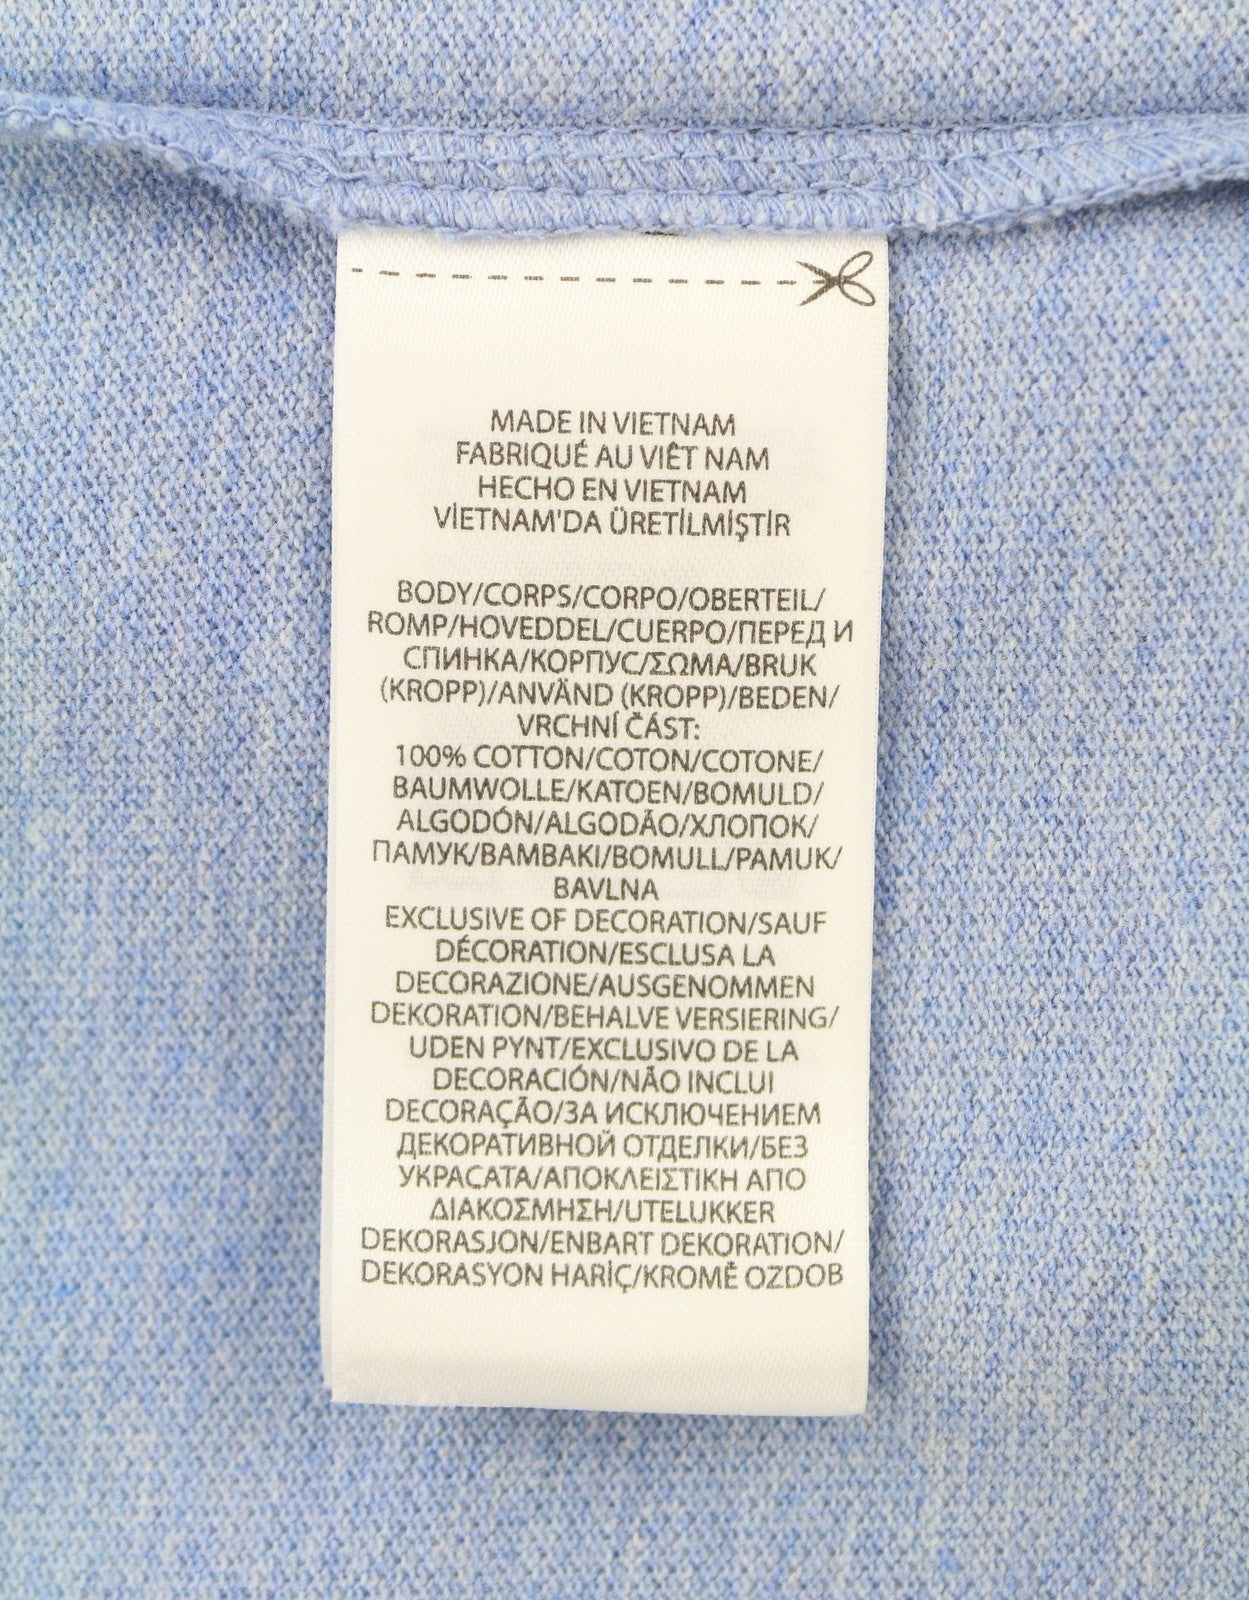 MADE IN VIETNAM
FABRIQUÉ AU VIÊT NAM
HECHO EN VIETNAM
VİETNAM'DA ÜRETİLMİŞTİR
BODY/CORPS/CORPO/OBERTEIL/
ROMP/HOVEDDEL/CUERPO/ПЕРЕД И
СПИНКА/КОРПУС/ΣΩΜΑ/BRUK
(KROPP)/ANVÄND (KROPP)/BEDEN/
VRCHNÍ ČÁST:
100% COTTON/COTON/COTONE/
BAUMWOLLE/KATOEN/BOMULD/
ALGODÓN/ALGODÃO/ХЛОПОК/
ПАМУК/BAMBAKI/BOMULL/PAMUK/
BAVLNA
EXCLUSIVE OF DECORATION/SAUF
DÉCORATION/ESCLUSA LA
DECORAZIONE/AUSGENOMMEN
DEKORATION/BEHALVE VERSIERING/
UDEN PYNT/EXCLUSIVO DE LA
DECORACIÓN/NÃO INCLUI
DECORAÇÃO/ЗА ИСКЛЮЧЕНИЕМ
ДЕКОРАТИВНОЙ ОТДЕЛКИ/БЕЗ
УКРАСАТА/ΑΠΟΚΛΕΙΣΤΙΚΗ ΑΠΟ
ΔΙΑΚΟΣΜΗΣΗ/UTELUKKER
DEKORASJON/ENBART DEKORATION/
DEKORASYON HARİÇ/KROMĚ OZDOB